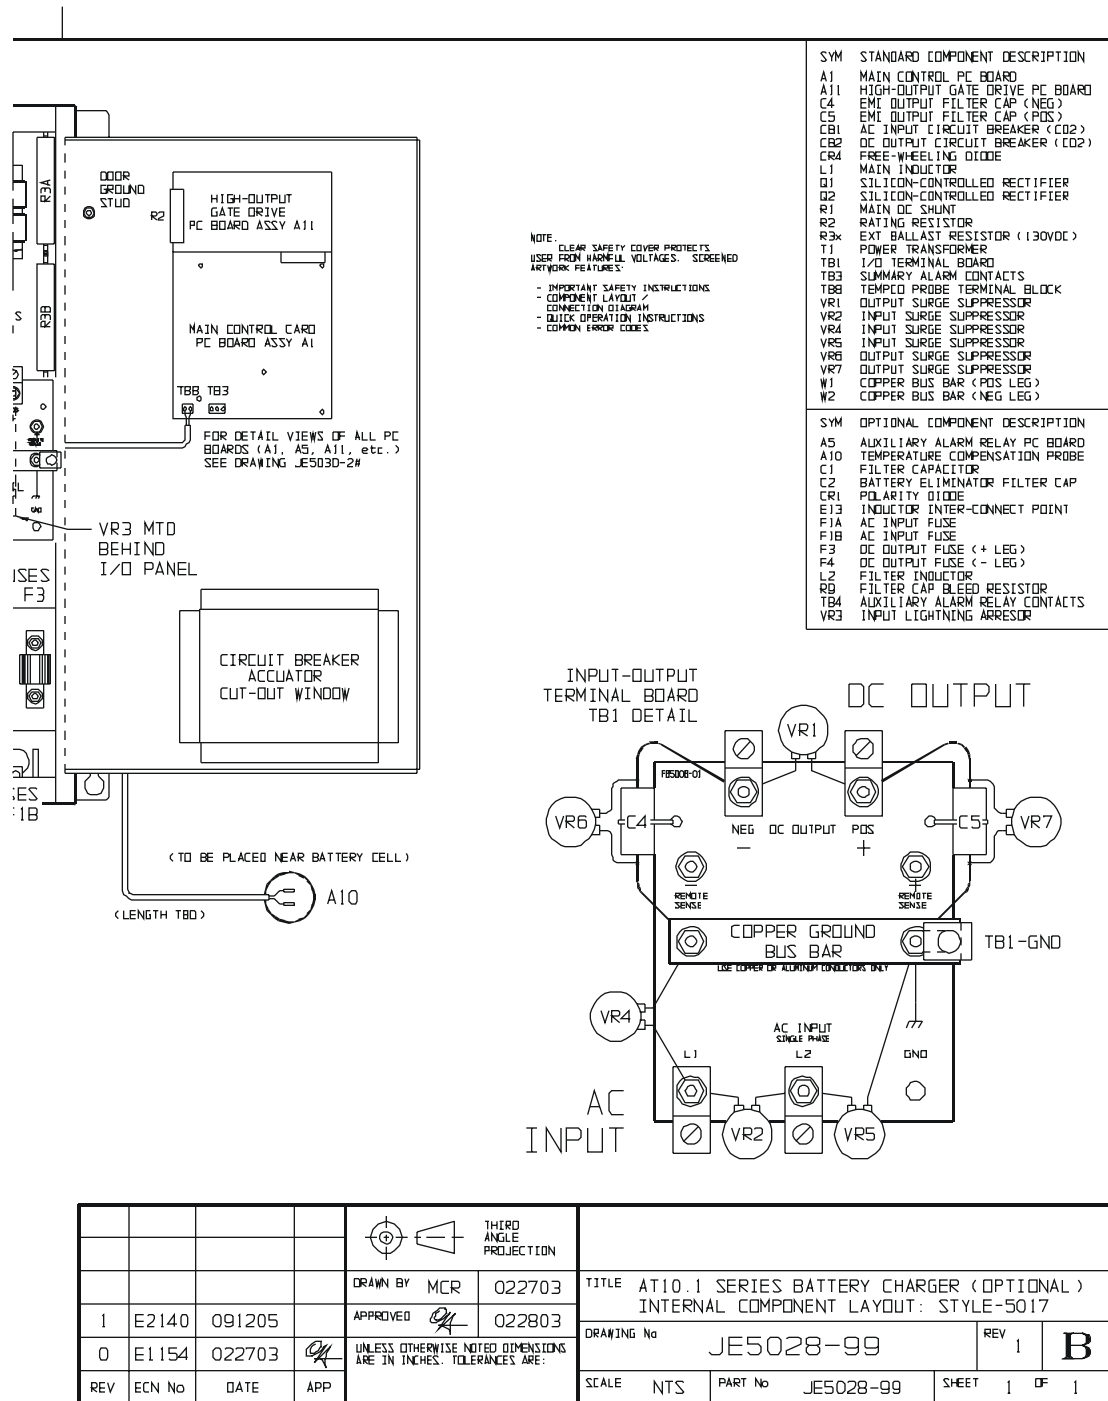 SYM STANDARD COMPONENT DESCRIPTION
A1 MAIN CONTROL PC BOARD
A11 HIGH-OUTPUT GATE DRIVE PC BOARD
C4 EMI OUTPUT FILTER CAP (NEG)
C5 EMI OUTPUT FILTER CAP (POS)
CB1 AC INPUT CIRCUIT BREAKER (CD2)
CB2 DC OUTPUT CIRCUIT BREAKER (CD2)
CR4 FREE-WHEELING DIODE
L1 MAIN INDUCTOR
Q1 SILICON-CONTROLLED RECTIFIER
Q2 SILICON-CONTROLLED RECTIFIER
R1 MAIN DC SHUNT
R2 RATING RESISTOR
R3x EXT BALLAST RESISTOR (130VDC)
T1 POWER TRANSFORMER
TB1 I/O TERMINAL BOARD
TB3 SUMMARY ALARM CONTACTS
TB8 TEMPCO PROBE TERMINAL BLOCK
VR1 OUTPUT SURGE SUPPRESSOR
VR2 INPUT SURGE SUPPRESSOR
VR4 INPUT SURGE SUPPRESSOR
VR5 INPUT SURGE SUPPRESSOR
VR6 OUTPUT SURGE SUPPRESSOR
VR7 OUTPUT SURGE SUPPRESSOR
W1 COPPER BUS BAR (POS LEG)
W2 COPPER BUS BAR (NEG LEG)
SYM OPTIONAL COMPONENT DESCRIPTION
A5 AUXILIARY ALARM RELAY PC BOARD
A10 TEMPERATURE COMPENSATION PROBE
C1 FILTER CAPACITOR
C2 BATTERY ELIMINATOR FILTER CAP
CR1 POLARITY DIODE
E13 INDUCTOR INTER-CONNECT POINT
F1A AC INPUT FUSE
F1B AC INPUT FUSE
F3 DC OUTPUT FUSE (+ LEG)
F4 DC OUTPUT FUSE (- LEG)
L2 FILTER INDUCTOR
R9 FILTER CAP BLEED RESISTOR
TB4 AUXILIARY ALARM RELAY CONTACTS
VR3 INPUT LIGHTNING ARRESOR
R3A
R3B
DOOR
GROUND
STUD
R2
HIGH-OUTPUT
GATE DRIVE
PC BOARD ASSY A11
MAIN CONTROL CARD
PC BOARD ASSY A1
TB8 TB3
FOR DETAIL VIEWS OF ALL PC
BOARDS (A1, A5, A11, etc.)
SEE DRAWING JE5030-2#
S
VR3 MTD
BEHIND
I/O PANEL
F3
CIRCUIT BREAKER
ACCUATOR
CUT-OUT WINDOW
(TO BE PLACED NEAR BATTERY CELL)
A10
(LENGTH TBD)
NOTE.
CLEAR SAFETY COVER PROTECTS
USER FROM HARMFUL VOLTAGES. SCREENED
ARTWORK FEATURES:
- IMPORTANT SAFETY INSTRUCTIONS
- COMPONENT LAYOUT /
CONNECTION DIAGRAM
- QUICK OPERATION INSTRUCTIONS
- COMMON ERROR CODES
INPUT-OUTPUT
TERMINAL BOARD
TB1 DETAIL
DC OUTPUT
VR1
VR6
C4
NEG DC OUTPUT POS
- +
C5
VR7
- +
REMOTE
SENSE
REMOTE
SENSE
COPPER GROUND
BUS BAR
USE COPPER OR ALUMINUM CONDUCTORS ONLY
TB1-GND
VR4
AC INPUT
SINGLE PHASE
L1 L2 GND
AC
INPUT
VR2
VR5
THIRD
ANGLE
PROJECTION
DRAWN BY MCR 022703
APPROVED 022803
UNLESS OTHERWISE NOTED DIMENSIONS
ARE IN INCHES. TOLERANCES ARE:
1 E2140 091205
0 E1154 022703
REV ECN No DATE APP
TITLE AT10.1 SERIES BATTERY CHARGER (OPTIONAL)
INTERNAL COMPONENT LAYOUT: STYLE-5017
DRAWING No JE5028-99 REV 1 B
SCALE NTS PART No JE5028-99 SHEET 1 OF 1